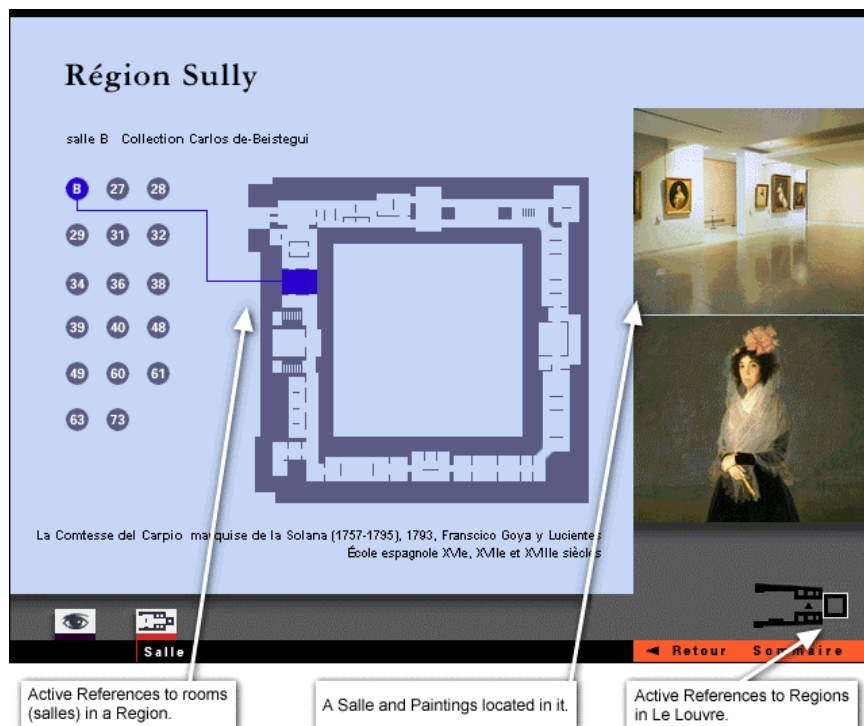 Région Sully
salle B Collection Carlos de-Beistegui
B 27 28
29 31 32
34 36 38
39 40 48
49 60 61
63 73
La Comtesse del Carpio marquise de la Solana (1757-1795), 1793, Franscico Goya y Lucientes
École espagnole XVIe, XVIIe et XVIIIe siècles
Salle
◄ Retour Sommaire
Active References to rooms
(salles) in a Region.
A Salle and Paintings located in it.
Active References to Regions
in Le Louvre.